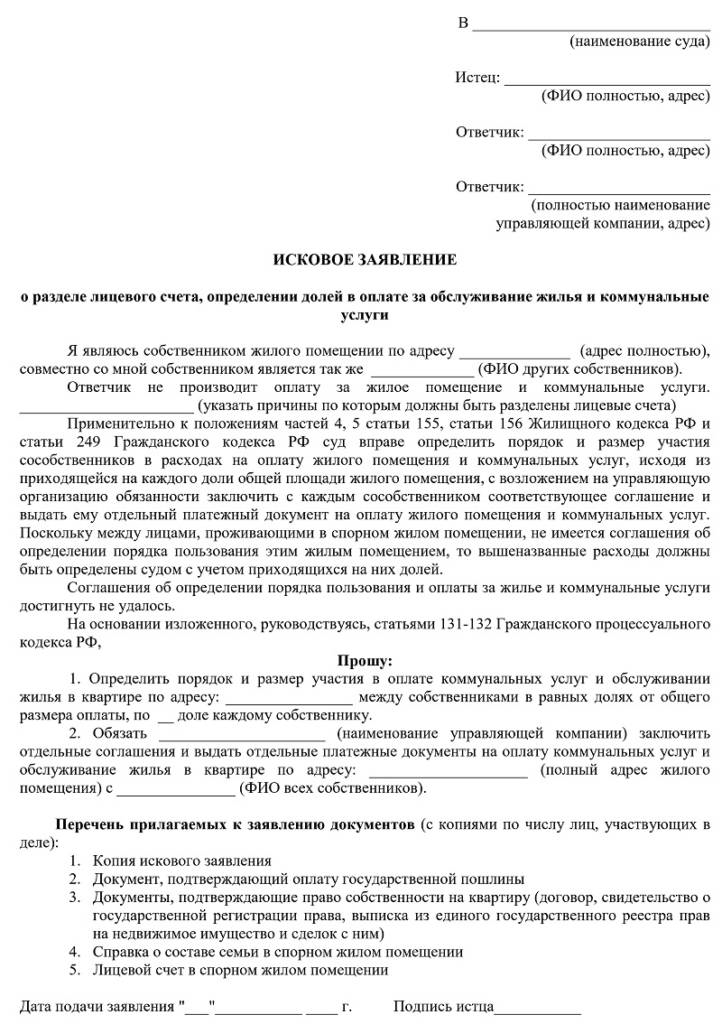 В ______________________________
(наименование суда)
Истец: __________________________
(ФИО полностью, адрес)
Ответчик: _______________________
(ФИО полностью, адрес)
Ответчик: _______________________
(полностью наименование
управляющей компании, адрес)
ИСКОВОЕ ЗАЯВЛЕНИЕ
о разделе лицевого счета, определении долей в оплате за обслуживание жилья и коммунальные
услуги
Я являюсь собственником жилого помещения по адресу ______________ (адрес полностью),
совместно со мной собственником является так же _____________ (ФИО других собственников).
Ответчик не производит оплату за жилое помещение и коммунальные услуги.
______________________ (указать причины по которым должны быть разделены лицевые счета)
Применительно к положениям частей 4, 5 статьи 155, статьи 156 Жилищного кодекса РФ и
статьи 249 Гражданского кодекса РФ суд вправе определить порядок и размер участия
сособственников в расходах на оплату жилого помещения и коммунальных услуг, исходя из
приходящейся на каждого доли общей площади жилого помещения, с возложением на управляющую
организацию обязанности заключить с каждым сособственником соответствующее соглашение и
выдать ему отдельный платежный документ на оплату жилого помещения и коммунальных услуг.
Поскольку между лицами, проживающими в спорном жилом помещении, не имеется соглашения об
определении порядка пользования этим жилым помещением, то вышеназванные расходы должны
быть определены судом с учетом приходящихся на них долей.
Соглашения об определении порядка пользования и оплаты за жилье и коммунальные услуги
достигнуть не удалось.
На основании изложенного, руководствуясь, статьями 131-132 Гражданского процессуального
кодекса РФ,
Прошу:
1. Определить порядок и размер участия в оплате коммунальных услуг и обслуживании
жилья в квартире по адресу: ________________ между собственниками в равных долях от общего
размера оплаты, по __ доле каждому собственнику.
2. Обязать _____________________ (наименование управляющей компании) заключить
отдельные соглашения и выдать отдельные платежные документы на оплату коммунальных услуг и
обслуживание жилья в квартире по адресу: ____________________ (полный адрес жилого
помещения) с _______________ (ФИО всех собственников).
Перечень прилагаемых к заявлению документов (с копиями по числу лиц, участвующих в
деле):
1. Копия искового заявления
2. Документ, подтверждающий оплату государственной пошлины
3. Документы, подтверждающие право собственности на квартиру (договор, свидетельство о
государственной регистрации права, выписка из единого государственного реестра прав
на недвижимое имущество и сделок с ним)
4. Справка о составе семьи в спорном жилом помещении
5. Лицевой счет в спорном жилом помещении
Дата подачи заявления "___"___________ ____ г. Подпись истца___________